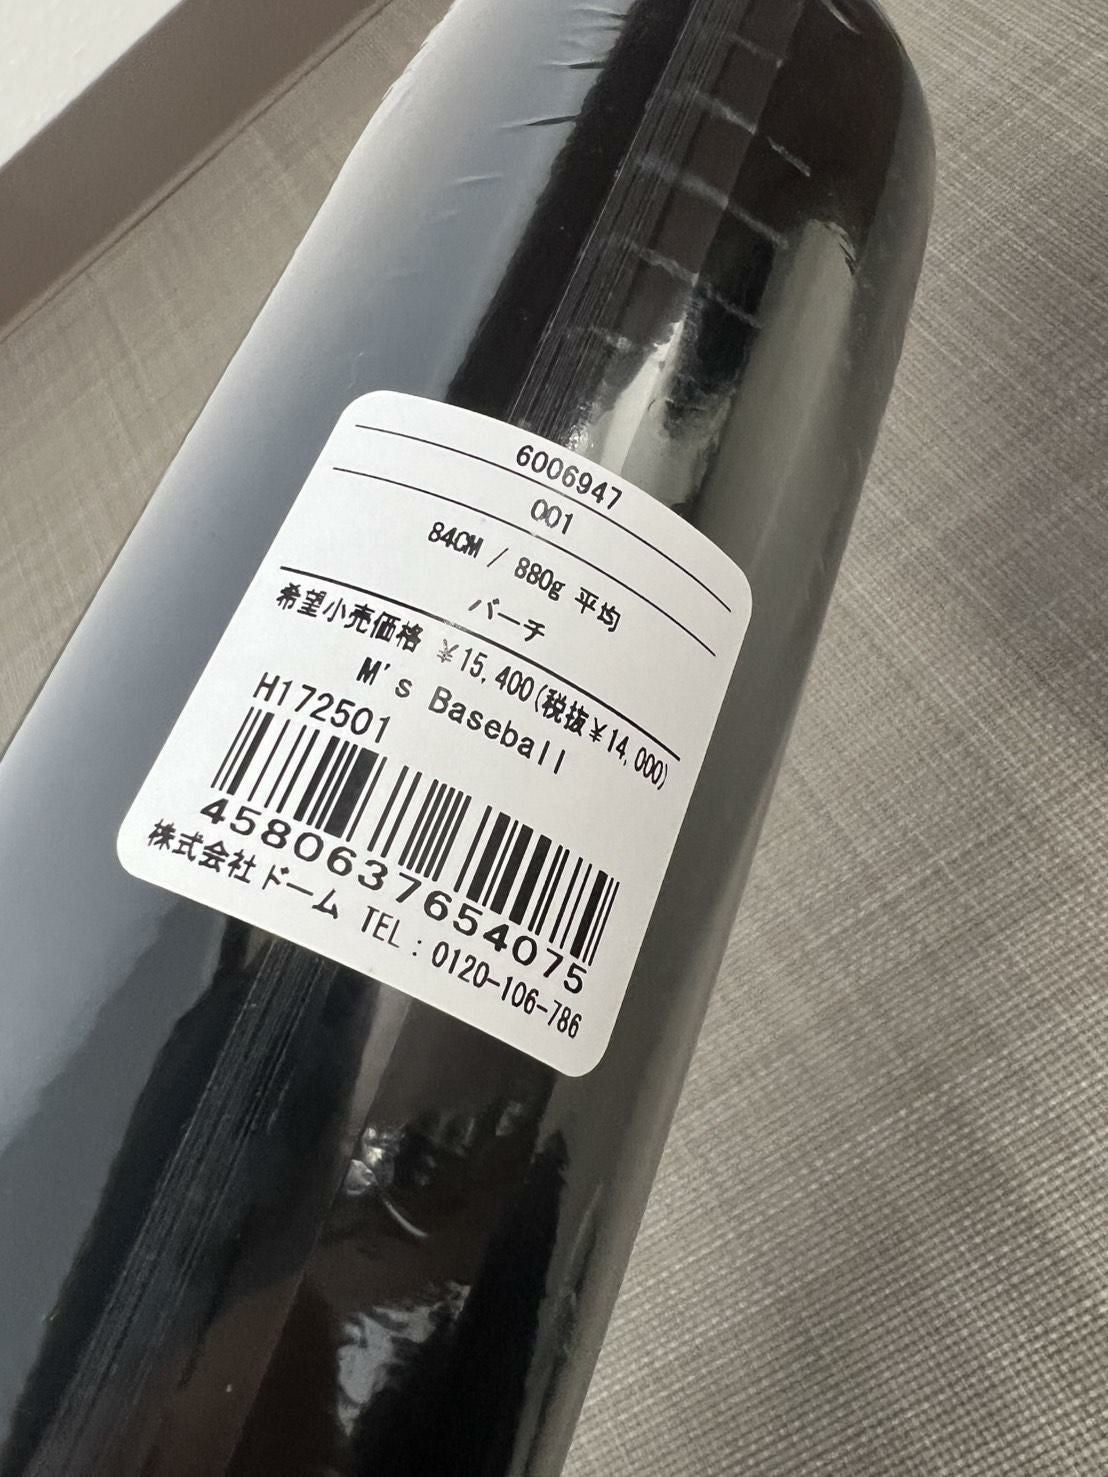 6006947
001
84CM / 880g 平均
バーチ
希望小売価格 ¥15,400(税抜¥14,000)
M's Baseball
H172501
4580637654075
株式会社ドーム TEL:0120-106-786